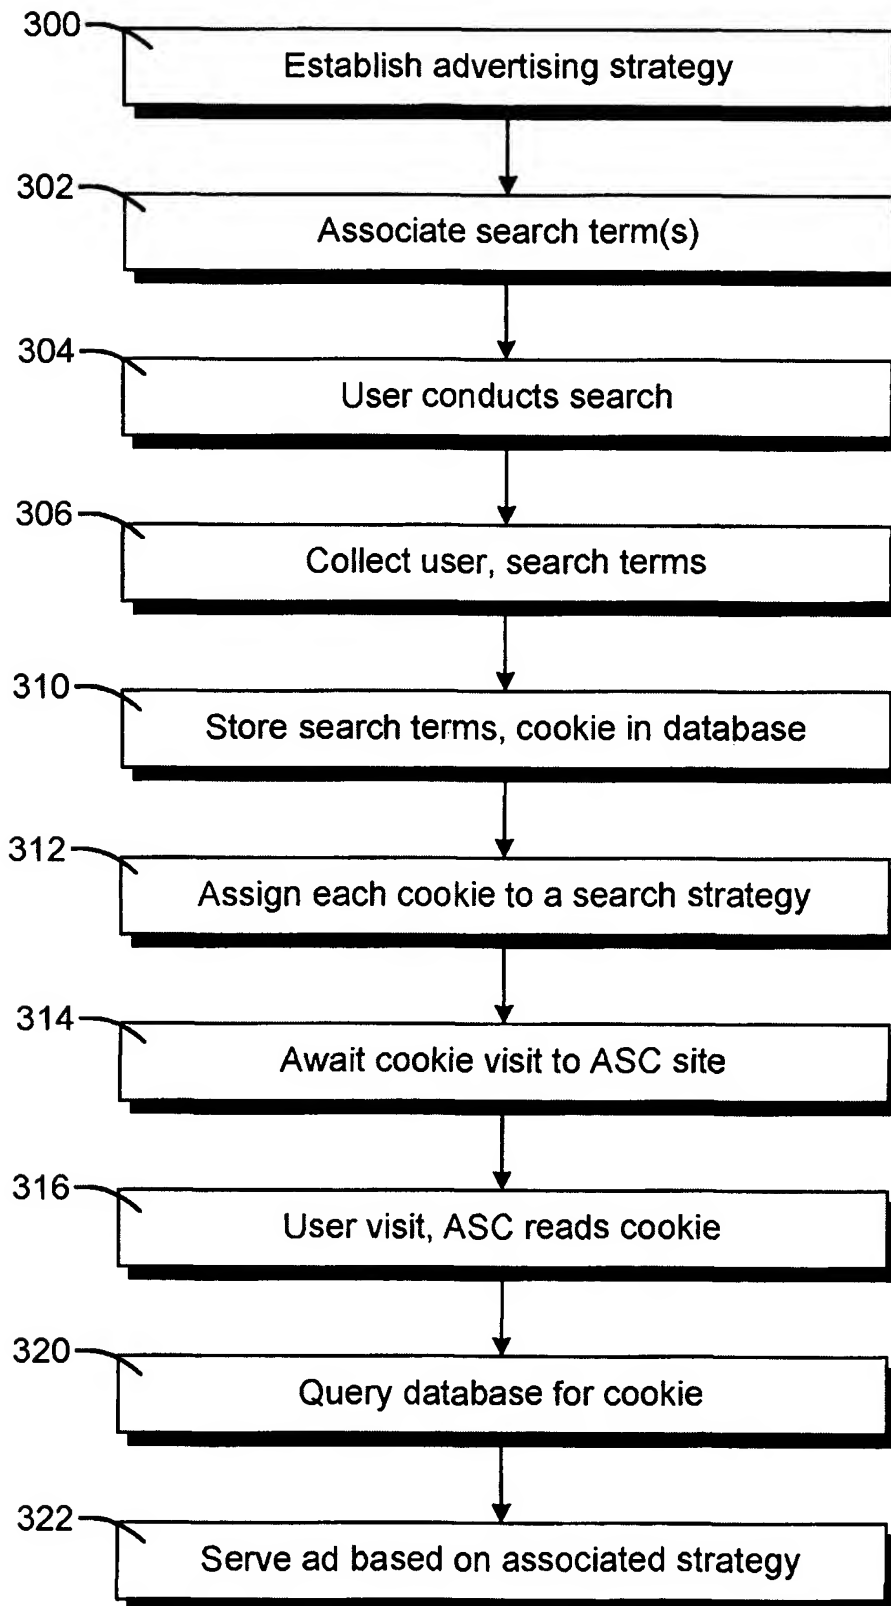 300
Establish advertising strategy
302
Associate search term(s)
304
User conducts search
306
Collect user, search terms
310
Store search terms, cookie in database
312
Assign each cookie to a search strategy
314
Await cookie visit to ASC site
316
User visit, ASC reads cookie
320
Query database for cookie
322
Serve ad based on associated strategy